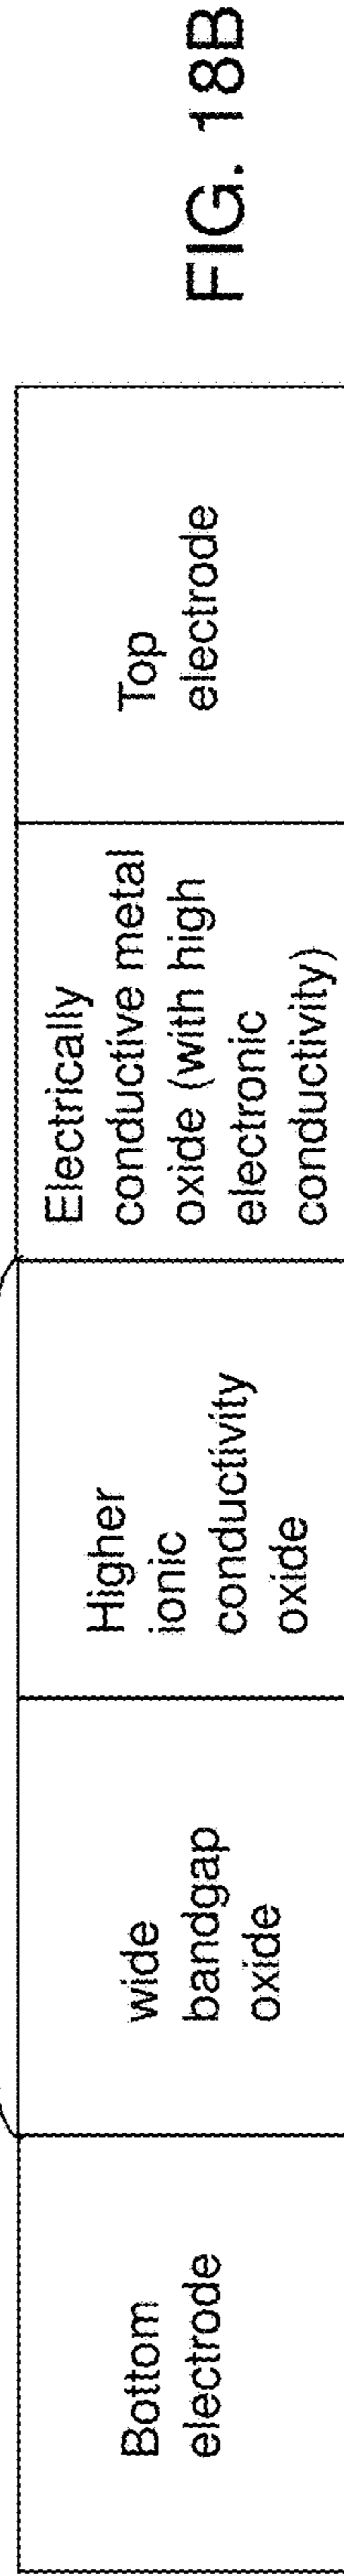 Bottom
electrode
wide
bandgap
oxide
Higher
ionic
conductivity
oxide
Electrically
conductive metal
oxide (with high
electronic
conductivity)
Top
electrode
FIG. 18B